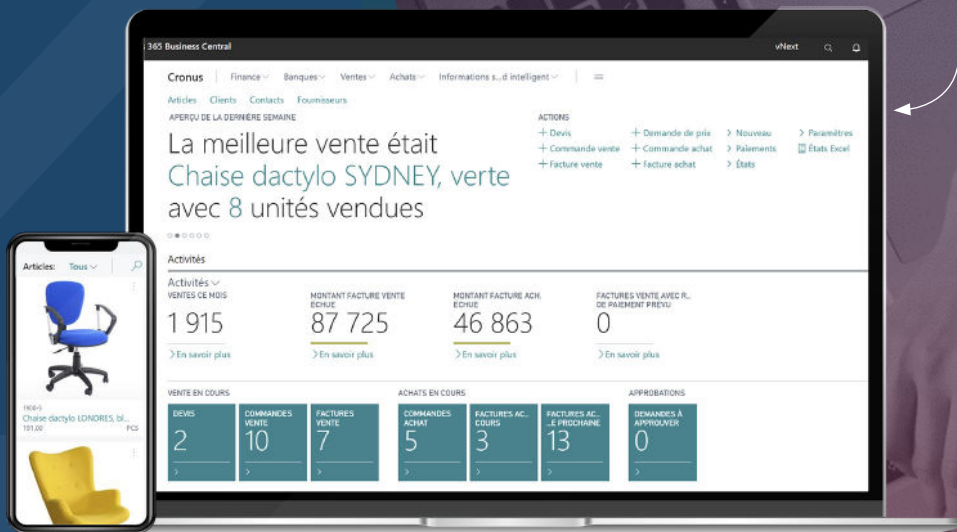 365 Business Central
vNext
Cronus Finance Banques Ventes Achats Informations s...d intelligent
Articles Clients Contacts Fournisseurs
APERÇU DE LA DERNIÈRE SEMAINE
La meilleure vente était
Chaise dactylo SYDNEY, verte
avec 8 unités vendues
ACTIONS
+ Devis + Demande de prix > Nouveau > Paramètres
+ Commande vente + Commande achat > Paiements États Excel
+ Facture vente + Facture achat > États
Activités
Activités
VENTES CE MOIS
1 915
> En savoir plus
MONTANT FACTURE VENTE
ÉCHUE
87 725
> En savoir plus
MONTANT FACTURE ACH.
ÉCHUE
46 863
> En savoir plus
FACTURES VENTE AVEC R...
DE PAIEMENT PRÉVU
0
> En savoir plus
VENTE EN COURS
DEVIS
2
>
COMMANDES
VENTE
10
>
FACTURES
VENTE
7
>
ACHATS EN COURS
COMMANDES
ACHAT
5
>
FACTURES AC...
COURS
3
>
FACTURES AC...
...E PROCHAINE
13
>
APPROBATIONS
DEMANDES À
APPROUVER
0
>
Articles: Tous
1900-S
Chaise dactylo LONDRES, bl...
191,00 PCS